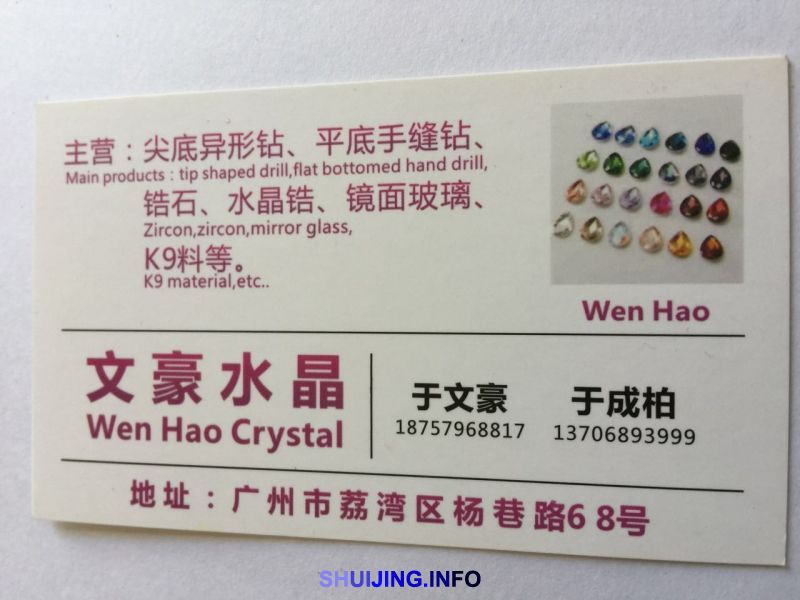 主营：尖底异形钻、平底手缝钻、
Main products : tip shaped drill,flat bottomed hand drill,
锆石、水晶锆、镜面玻璃、
Zircon,zircon,mirror glass,
K9料等。
K9 material,etc..
Wen Hao
文豪水晶
Wen Hao Crystal
于文豪
18757968817
于成柏
13706893999
地址：广州市荔湾区杨巷路6 8号
SHUIJING.INFO